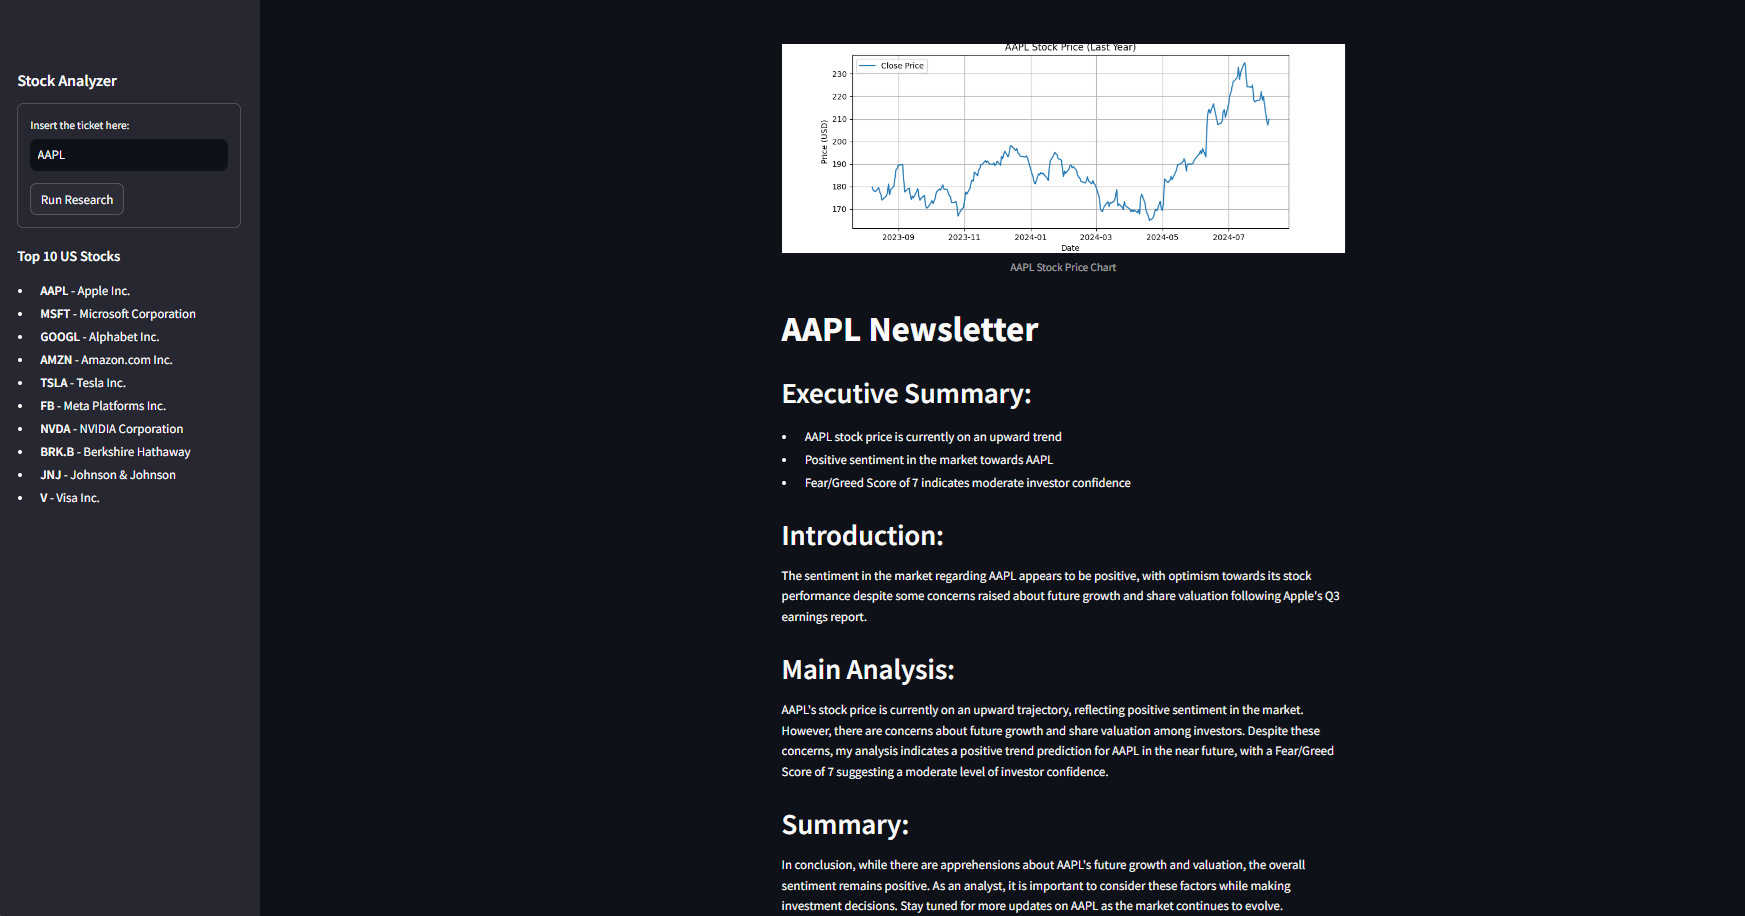 Stock Analyzer
Insert the ticket here:
AAPL
Run Research
Top 10 US Stocks
AAPL - Apple Inc.
MSFT - Microsoft Corporation
GOOGL - Alphabet Inc.
AMZN - Amazon.com Inc.
TSLA - Tesla Inc.
FB - Meta Platforms Inc.
NVDA - NVIDIA Corporation
BRK.B - Berkshire Hathaway
JNJ - Johnson & Johnson
V - Visa Inc.
AAPL Stock Price (Last Year)
Close Price
Price (USD)
230
220
210
200
190
180
170
2023-09 2023-11 2024-01 2024-03 2024-05 2024-07
Date
AAPL Stock Price Chart
AAPL Newsletter
Executive Summary:
AAPL stock price is currently on an upward trend
Positive sentiment in the market towards AAPL
Fear/Greed Score of 7 indicates moderate investor confidence
Introduction:
The sentiment in the market regarding AAPL appears to be positive, with optimism towards its stock
performance despite some concerns raised about future growth and share valuation following Apple's Q3
earnings report.
Main Analysis:
AAPL's stock price is currently on an upward trajectory, reflecting positive sentiment in the market.
However, there are concerns about future growth and share valuation among investors. Despite these
concerns, my analysis indicates a positive trend prediction for AAPL in the near future, with a Fear/Greed
Score of 7 suggesting a moderate level of investor confidence.
Summary:
In conclusion, while there are apprehensions about AAPL's future growth and valuation, the overall
sentiment remains positive. As an analyst, it is important to consider these factors while making
investment decisions. Stay tuned for more updates on AAPL as the market continues to evolve.